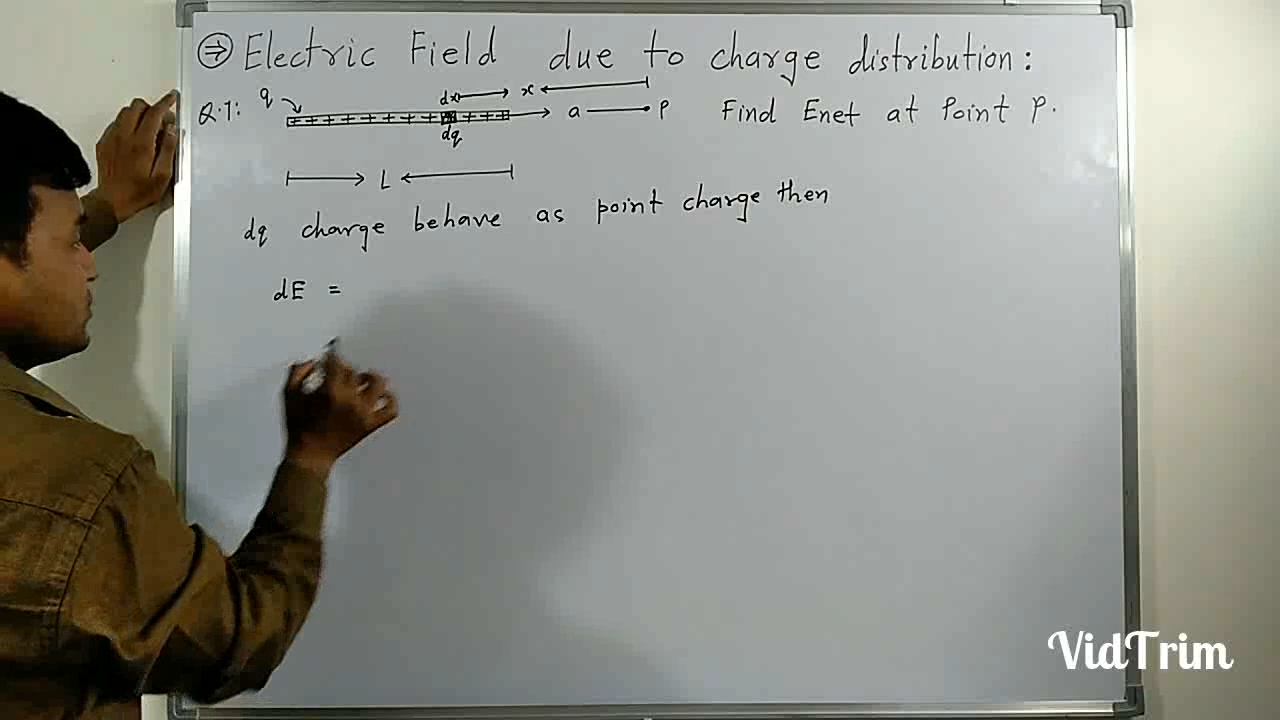 ⇒ Electric Field due to charge distribution:
Q.1: q dx x a P Find Enet at Point P.
dq
L
dq charge behave as point charge then
dE =
VidTrim